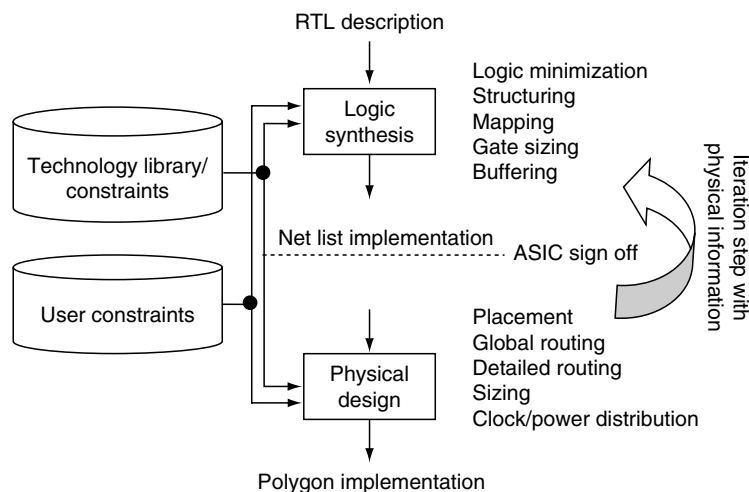 RTL description
Logic
synthesis
Logic minimization
Structuring
Mapping
Gate sizing
Buffering
Technology library/
constraints
Iteration step with
physical information
Net list implementation
ASIC sign off
User constraints
Physical
design
Placement
Global routing
Detailed routing
Sizing
Clock/power distribution
Polygon implementation